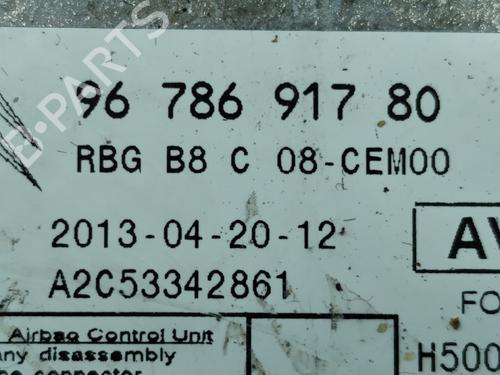 B-PARTS
96 786 917 80
RBG B8 C 08-CEM00
2013-04-20-12
A2C53342861
AV
FO
Airbag Control Unit
any disassembly
H500